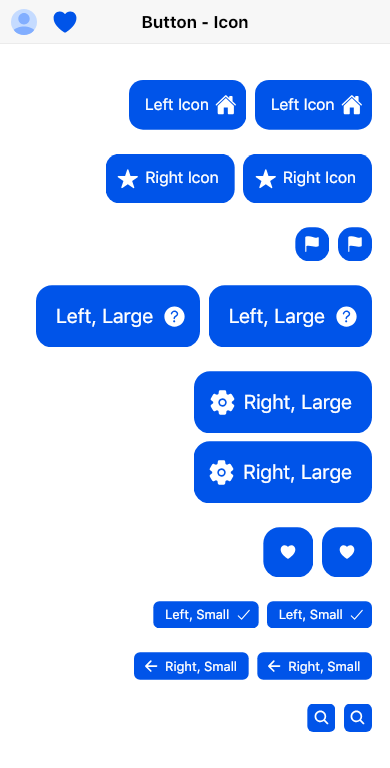 Button - Icon
Left Icon Left Icon
Right Icon Right Icon
Left, Large Left, Large
Right, Large
Right, Large
Left, Small Left, Small
Right, Small Right, Small